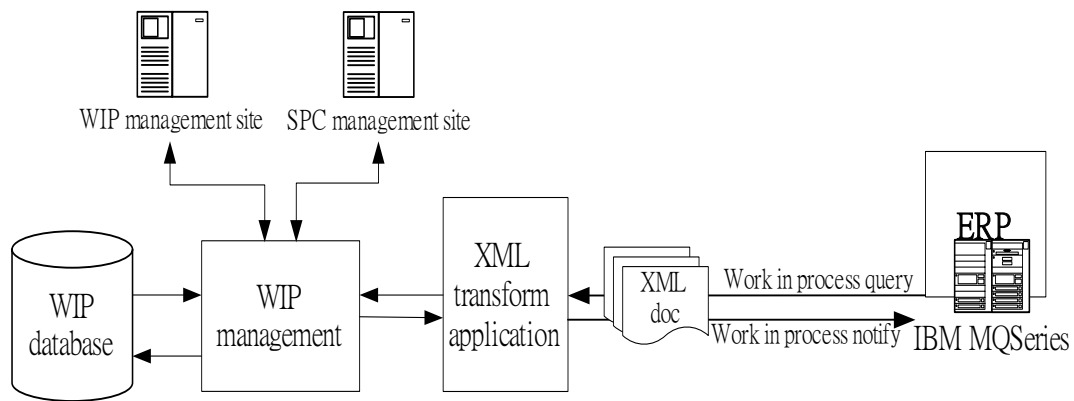 WIP management site
SPC management site
ERP
XML
transform
application
WIP
management
WIP
database
XML
doc
Work in process query
Work in process notify
IBM MQSeries